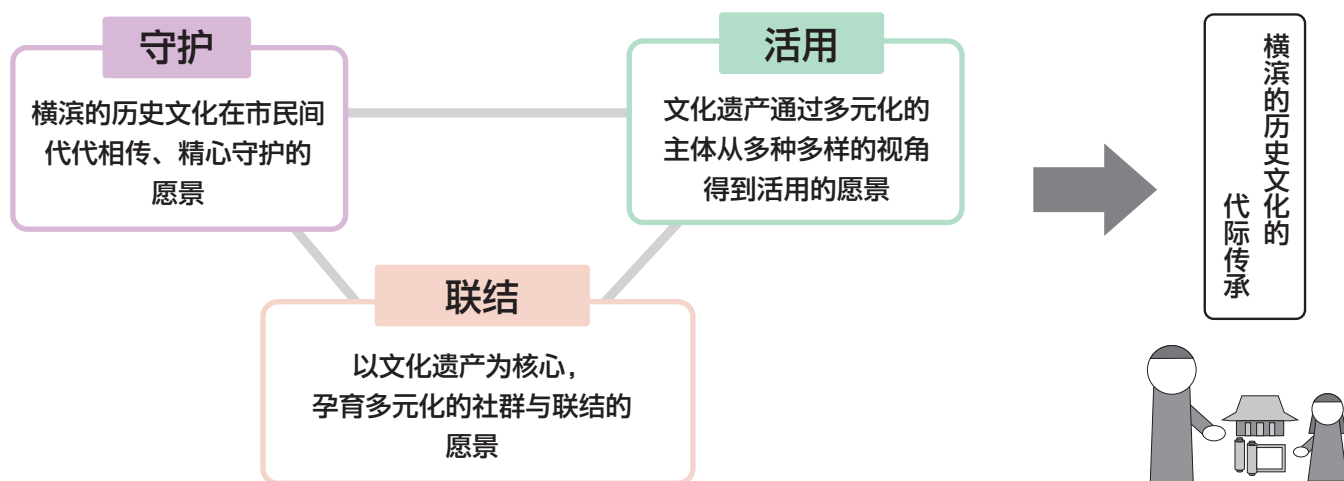 守护
横滨的历史文化在市民间
代代相传、精心守护的
愿景
活用
文化遗产通过多元化的
主体从多种多样的视角
得到活用的愿景
联结
以文化遗产为核心，
孕育多元化的社群与联结的
愿景
横滨的历史文化的
代际传承